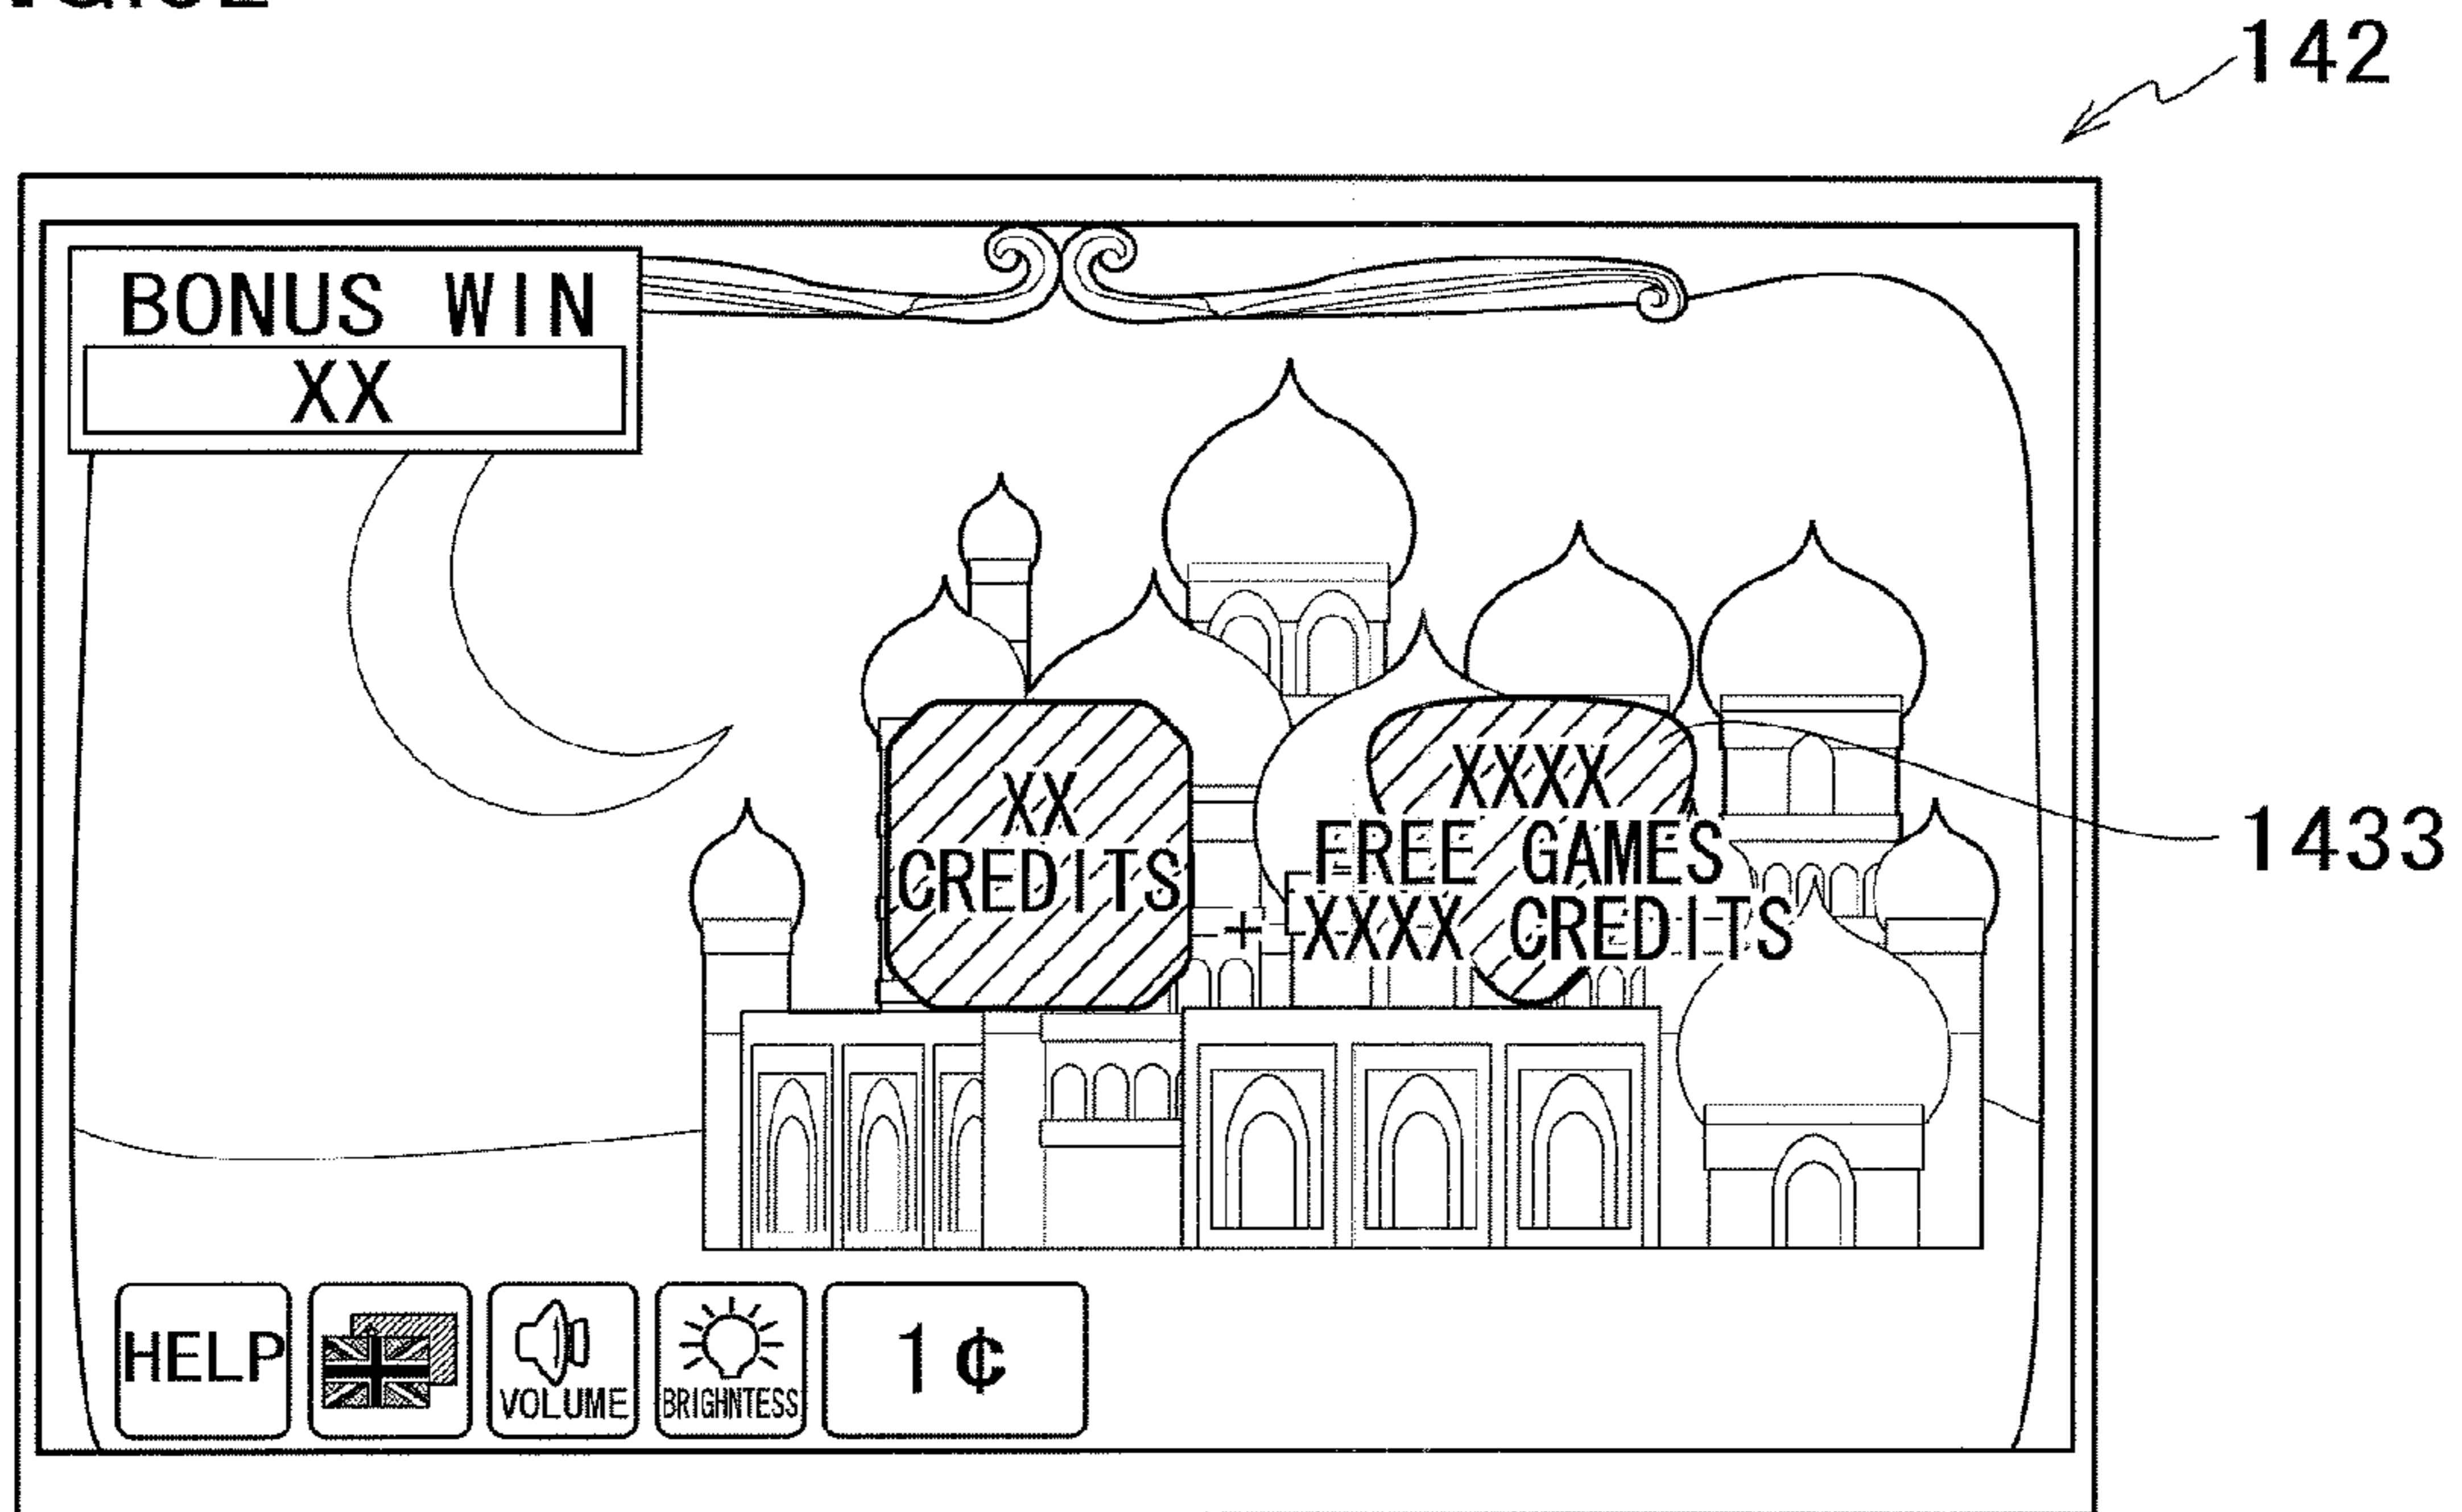 142
BONUS WIN
XX
XX
CREDITS
+
XXXX
FREE GAMES
XXXX CREDITS
1433
HELP
VOLUME
BRIGHNTESS
1¢